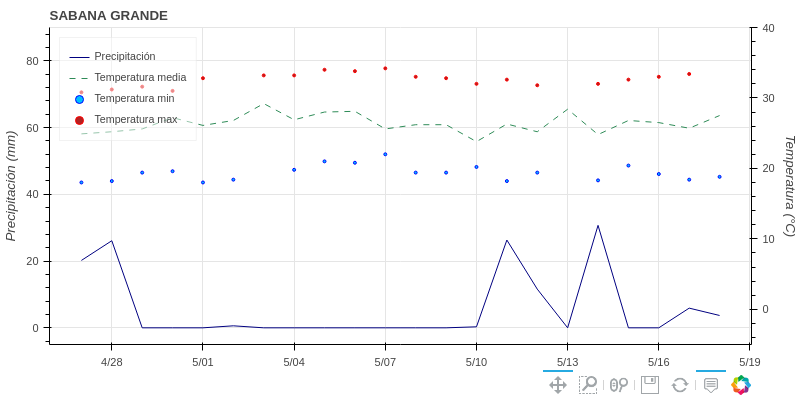 SABANA GRANDE
Precipitación
Temperatura media
Temperatura min
Temperatura max
Precipitación (mm)
80
60
40
20
0
Temperatura (°C)
40
30
20
10
0
4/28 5/01 5/04 5/07 5/10 5/13 5/16 5/19